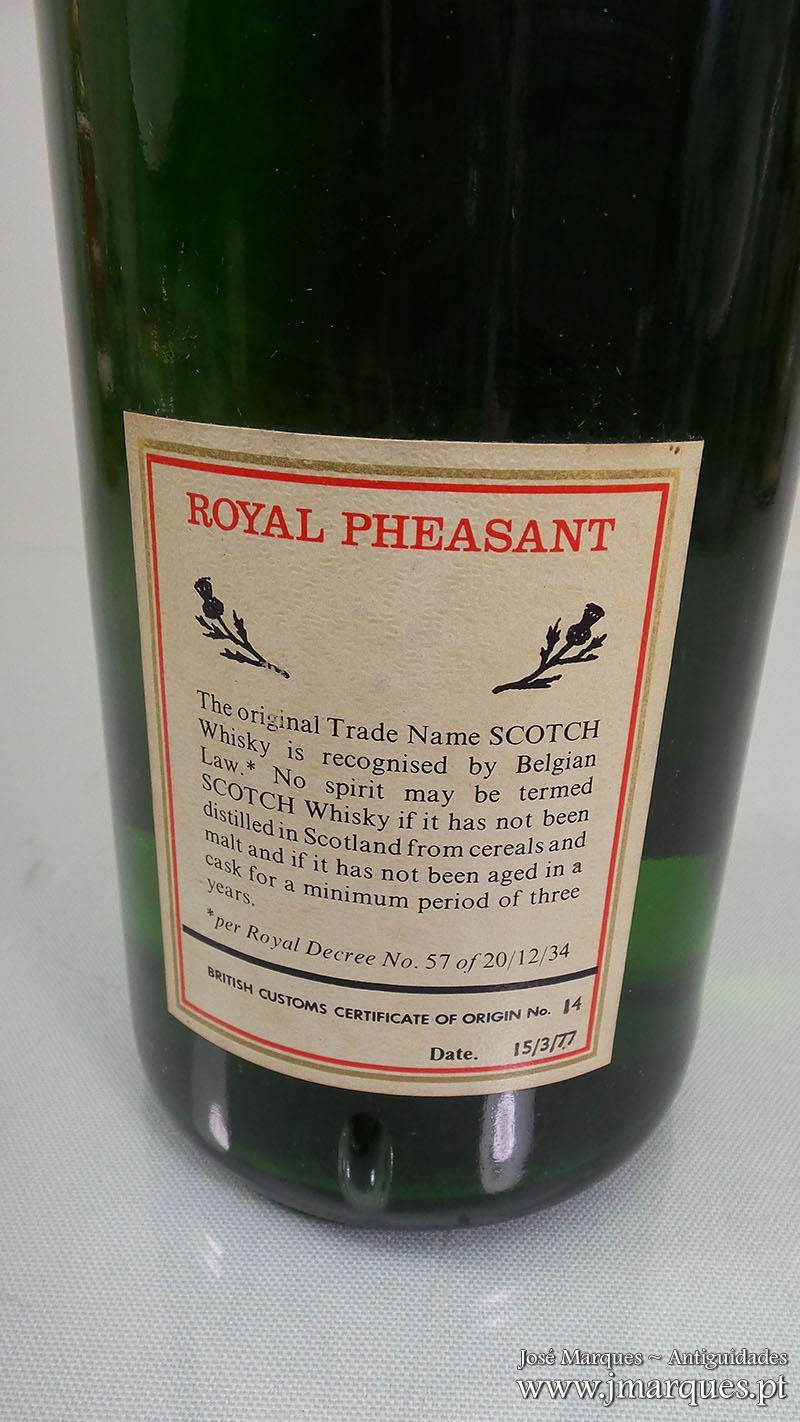 ROYAL PHEASANT
The original Trade Name SCOTCH
Whisky is recognised by Belgian
Law.* No spirit may be termed
SCOTCH Whisky if it has not been
distilled in Scotland from cereals and
malt and if it has not been aged in a
cask for a minimum period of three
years.
*per Royal Decree No. 57 of 20/12/34
BRITISH CUSTOMS CERTIFICATE OF ORIGIN No. 14
Date. 15/3/77
José Marques ~ Antiguidades
www.jmarques.pt